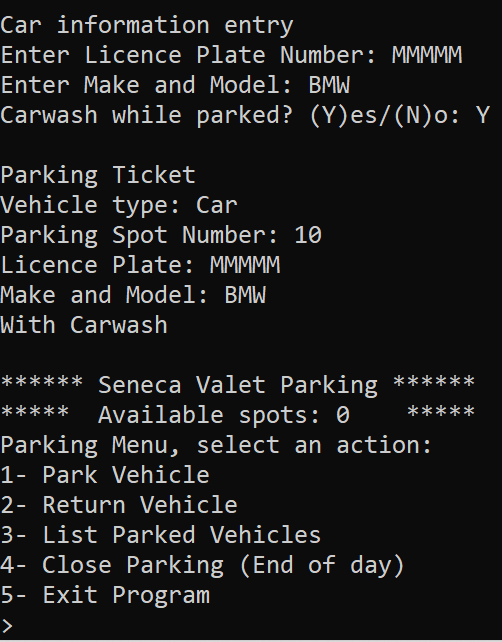 Car information entry
Enter Licence Plate Number: MMMMM
Enter Make and Model: BMW
Carwash while parked? (Y)es/(N)o: Y
Parking Ticket
Vehicle type: Car
Parking Spot Number: 10
Licence Plate: MMMMM
Make and Model: BMW
With Carwash
****** Seneca Valet Parking ******
*****  Available spots: 0    *****
Parking Menu, select an action:
1- Park Vehicle
2- Return Vehicle
3- List Parked Vehicles
4- Close Parking (End of day)
5- Exit Program
>